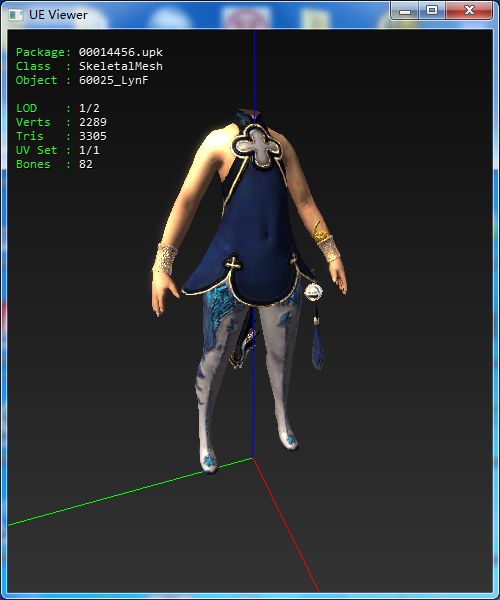 UE Viewer
Package: 00014456.upk
Class  : SkeletalMesh
Object : 60025_LynF
LOD    : 1/2
Verts  : 2289
Tris   : 3305
UV Set : 1/1
Bones  : 82